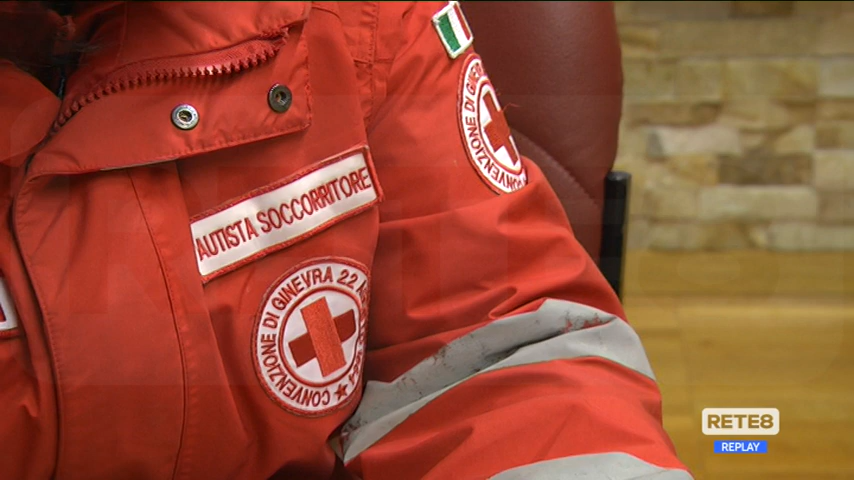 AUTISTA SOCCORRITORE
CONVENZIONE DI GINEVRA 22
CONVENZIONE DI GINEVRA
RETE8
REPLAY